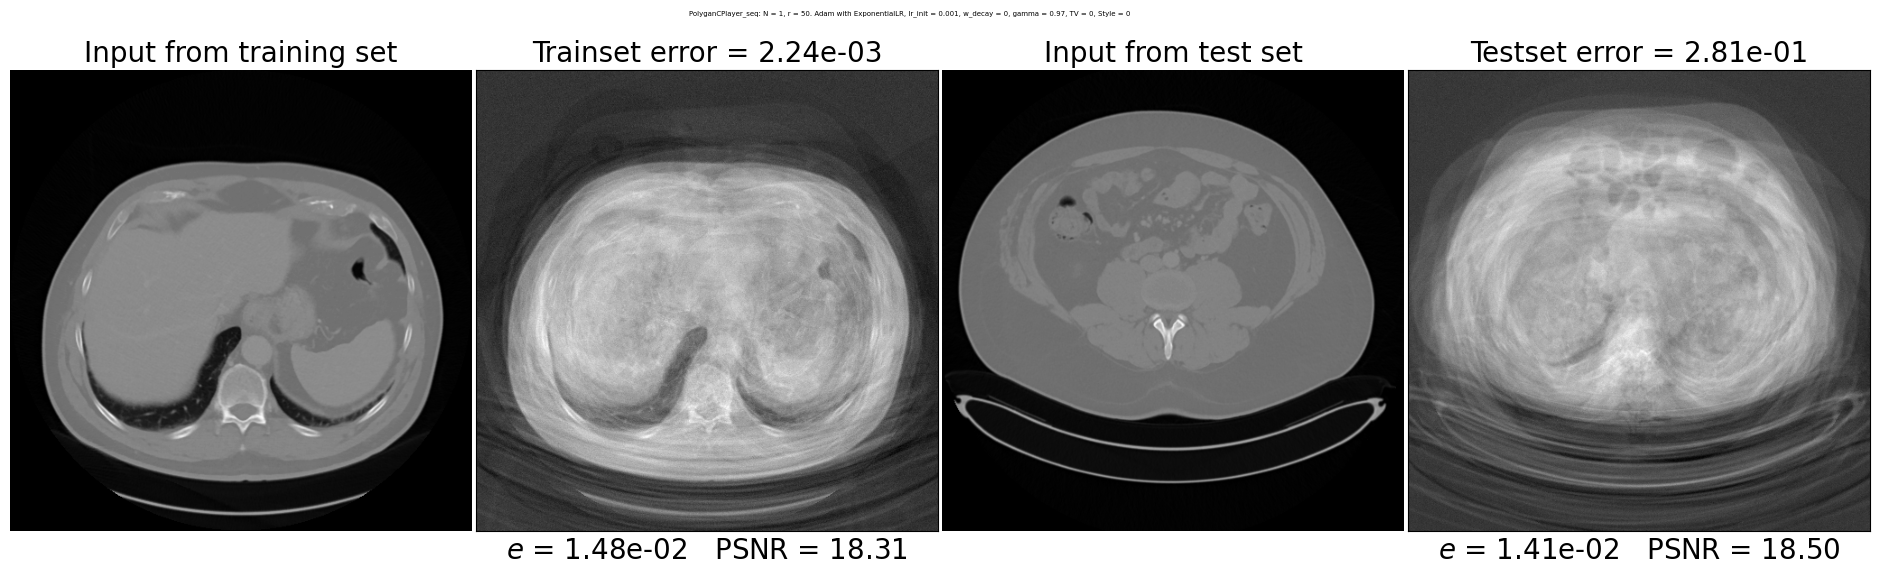 PolyganCPlayer_seq: N = 1, r = 50. Adam with ExponentialLR, lr_init = 0.001, w_decay = 0, gamma = 0.97, TV = 0, Style = 0
Input from training set
Trainset error = 2.24e-03
Input from test set
Testset error = 2.81e-01
e = 1.48e-02 PSNR = 18.31
e = 1.41e-02 PSNR = 18.50